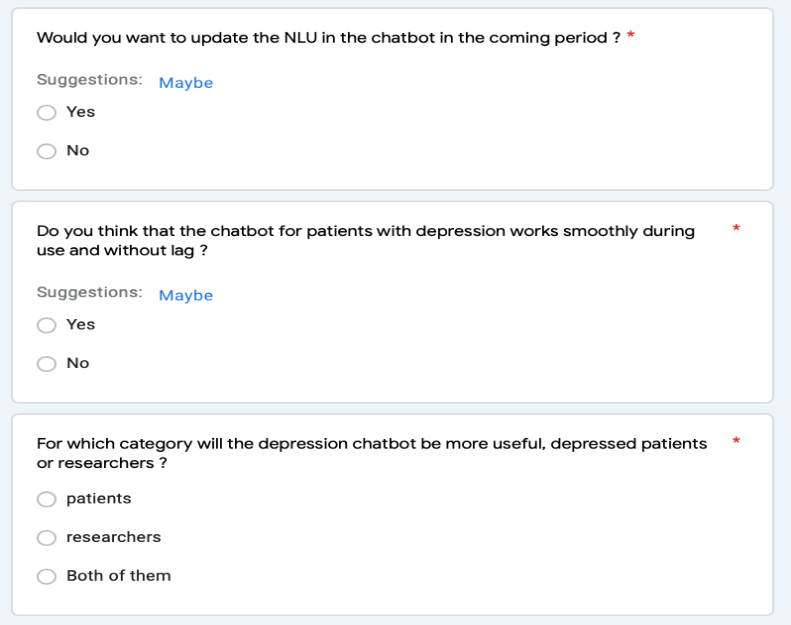 Would you want to update the NLU in the chatbot in the coming period ? *
Suggestions: Maybe
Yes
No
Do you think that the chatbot for patients with depression works smoothly during *
use and without lag ?
Suggestions: Maybe
Yes
No
For which category will the depression chatbot be more useful, depressed patients *
or researchers ?
patients
researchers
Both of them